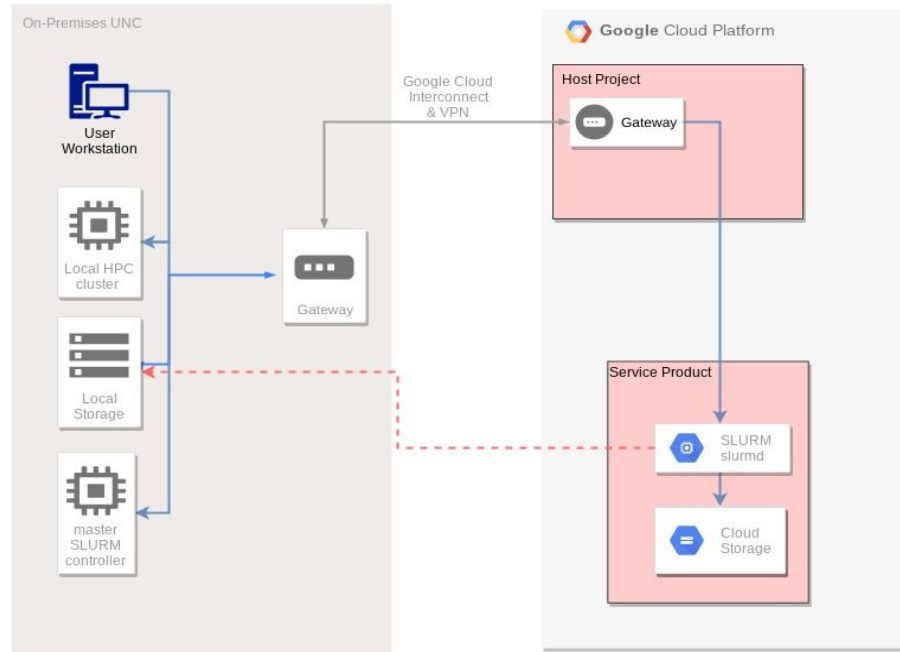 On-Premises UNC
Google Cloud Platform
User
Workstation
Local HPC
cluster
Local
Storage
master
SLURM
controller
Gateway
Google Cloud
Interconnect
& VPN
Host Project
Gateway
Service Product
SLURM
slurmd
Cloud
Storage